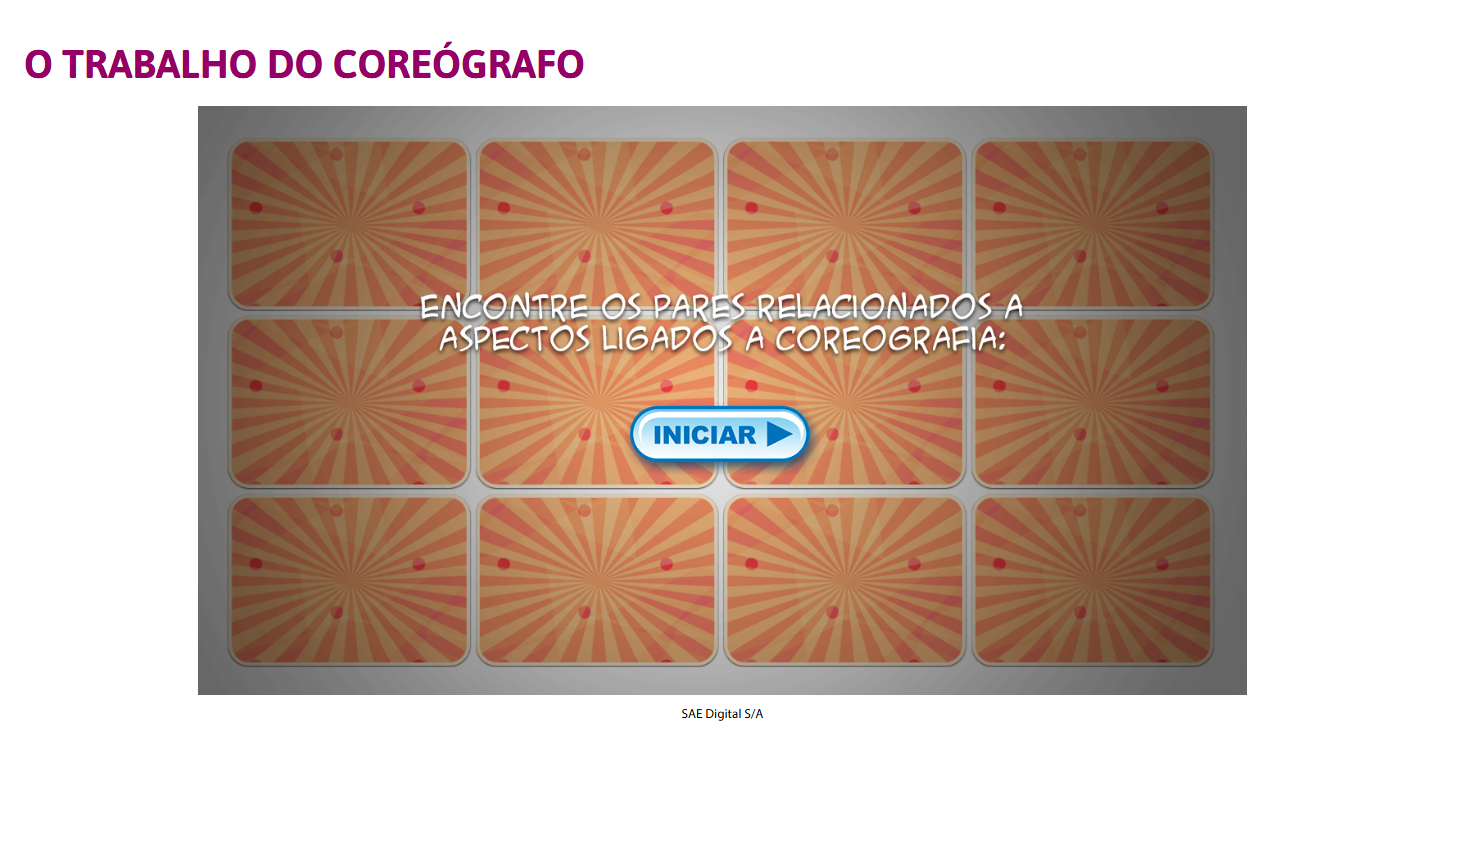 O TRABALHO DO COREÓGRAFO
ENCONTRE OS PARES RELACIONADOS A
ASPECTOS LIGADOS A COREOGRAFIA:
INICIAR
SAE Digital S/A